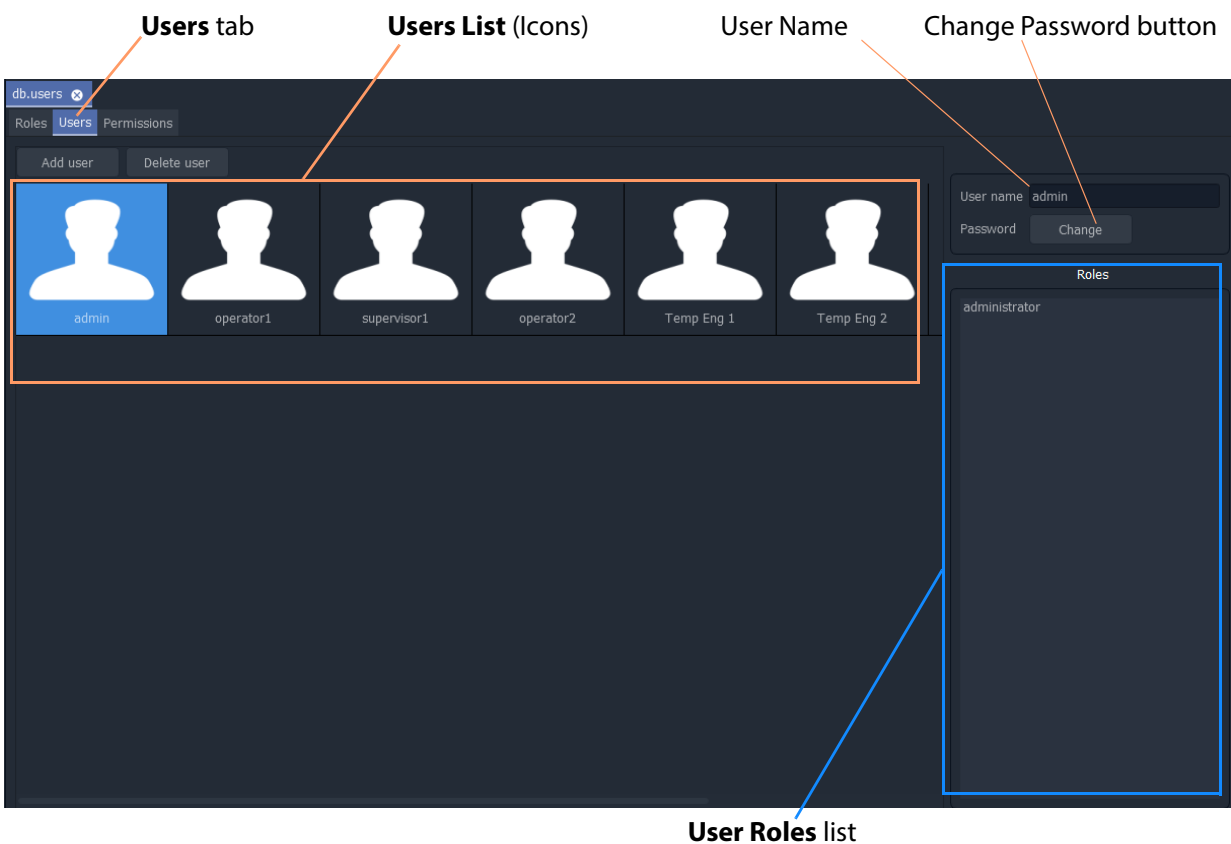 Users tab Users List (Icons) User Name Change Password button
db.users
Roles Users Permissions
Add user Delete user
User name admin
Password Change
Roles
administrator
admin operator1 supervisor1 operator2 Temp Eng 1 Temp Eng 2
User Roles list